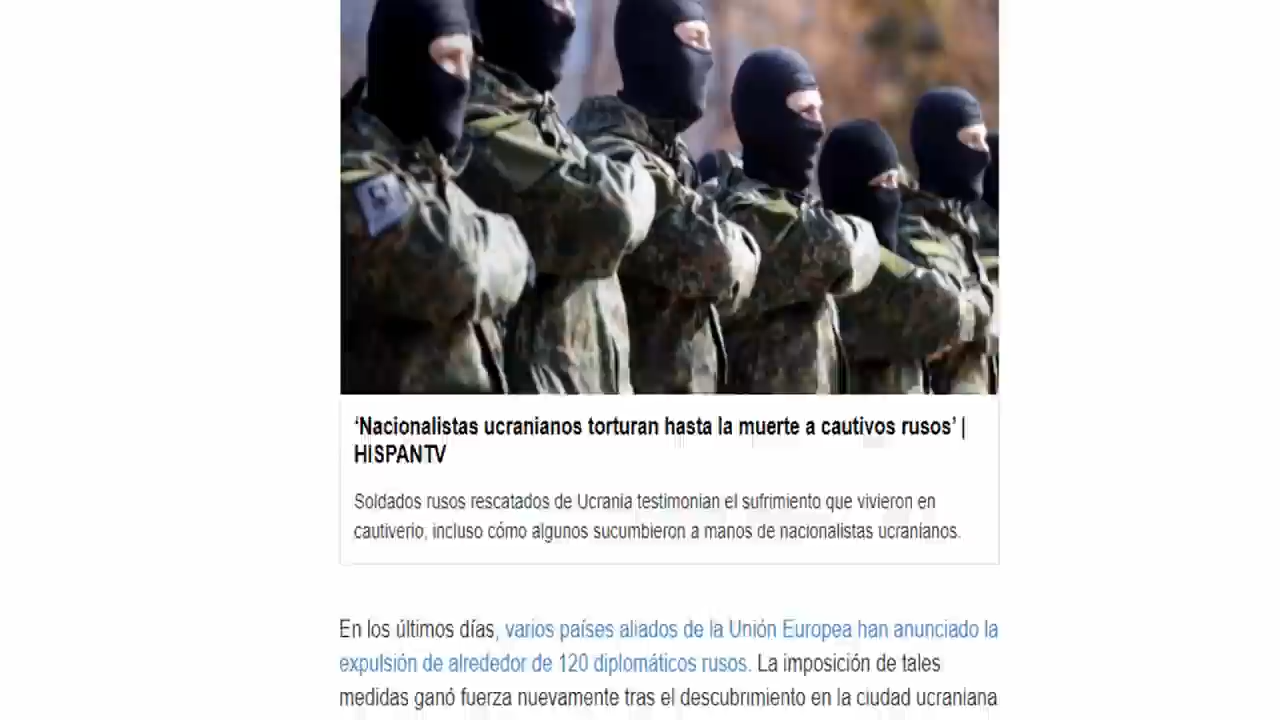 ‘Nacionalistas ucranianos torturan hasta la muerte a cautivos rusos’ |
HISPANTV
Soldados rusos rescatados de Ucrania testimonian el sufrimiento que vivieron en
cautiverio, incluso cómo algunos sucumbieron a manos de nacionalistas ucranianos.
En los últimos días, varios países aliados de la Unión Europea han anunciado la
expulsión de alrededor de 120 diplomáticos rusos. La imposición de tales
medidas ganó fuerza nuevamente tras el descubrimiento en la ciudad ucraniana